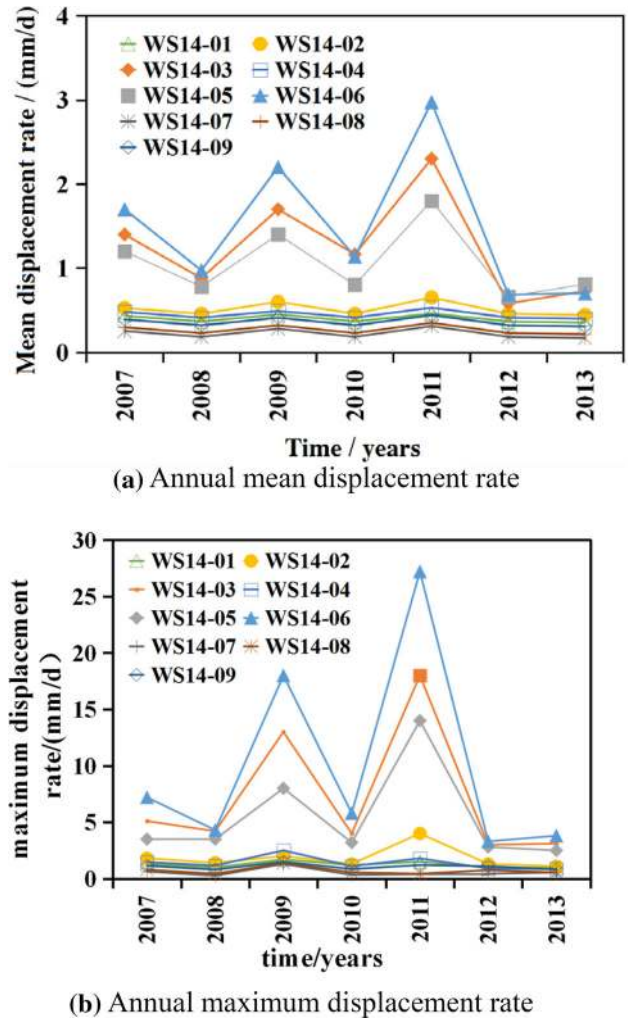 4
WS14-01 WS14-02
WS14-03 WS14-04
3
WS14-05 WS14-06
WS14-07 WS14-08
WS14-09
2
1
0
Mean displacement rate / (mm/d)
2007 2008 2009 2010 2011 2012 2013
Time / years
(a) Annual mean displacement rate
30
WS14-01 WS14-02
25
WS14-03 WS14-04
WS14-05 WS14-06
20
WS14-07 WS14-08
WS14-09
15
10
5
0
maximum displacement
rate/(mm/d)
2007 2008 2009 2010 2011 2012 2013
time/years
(b) Annual maximum displacement rate